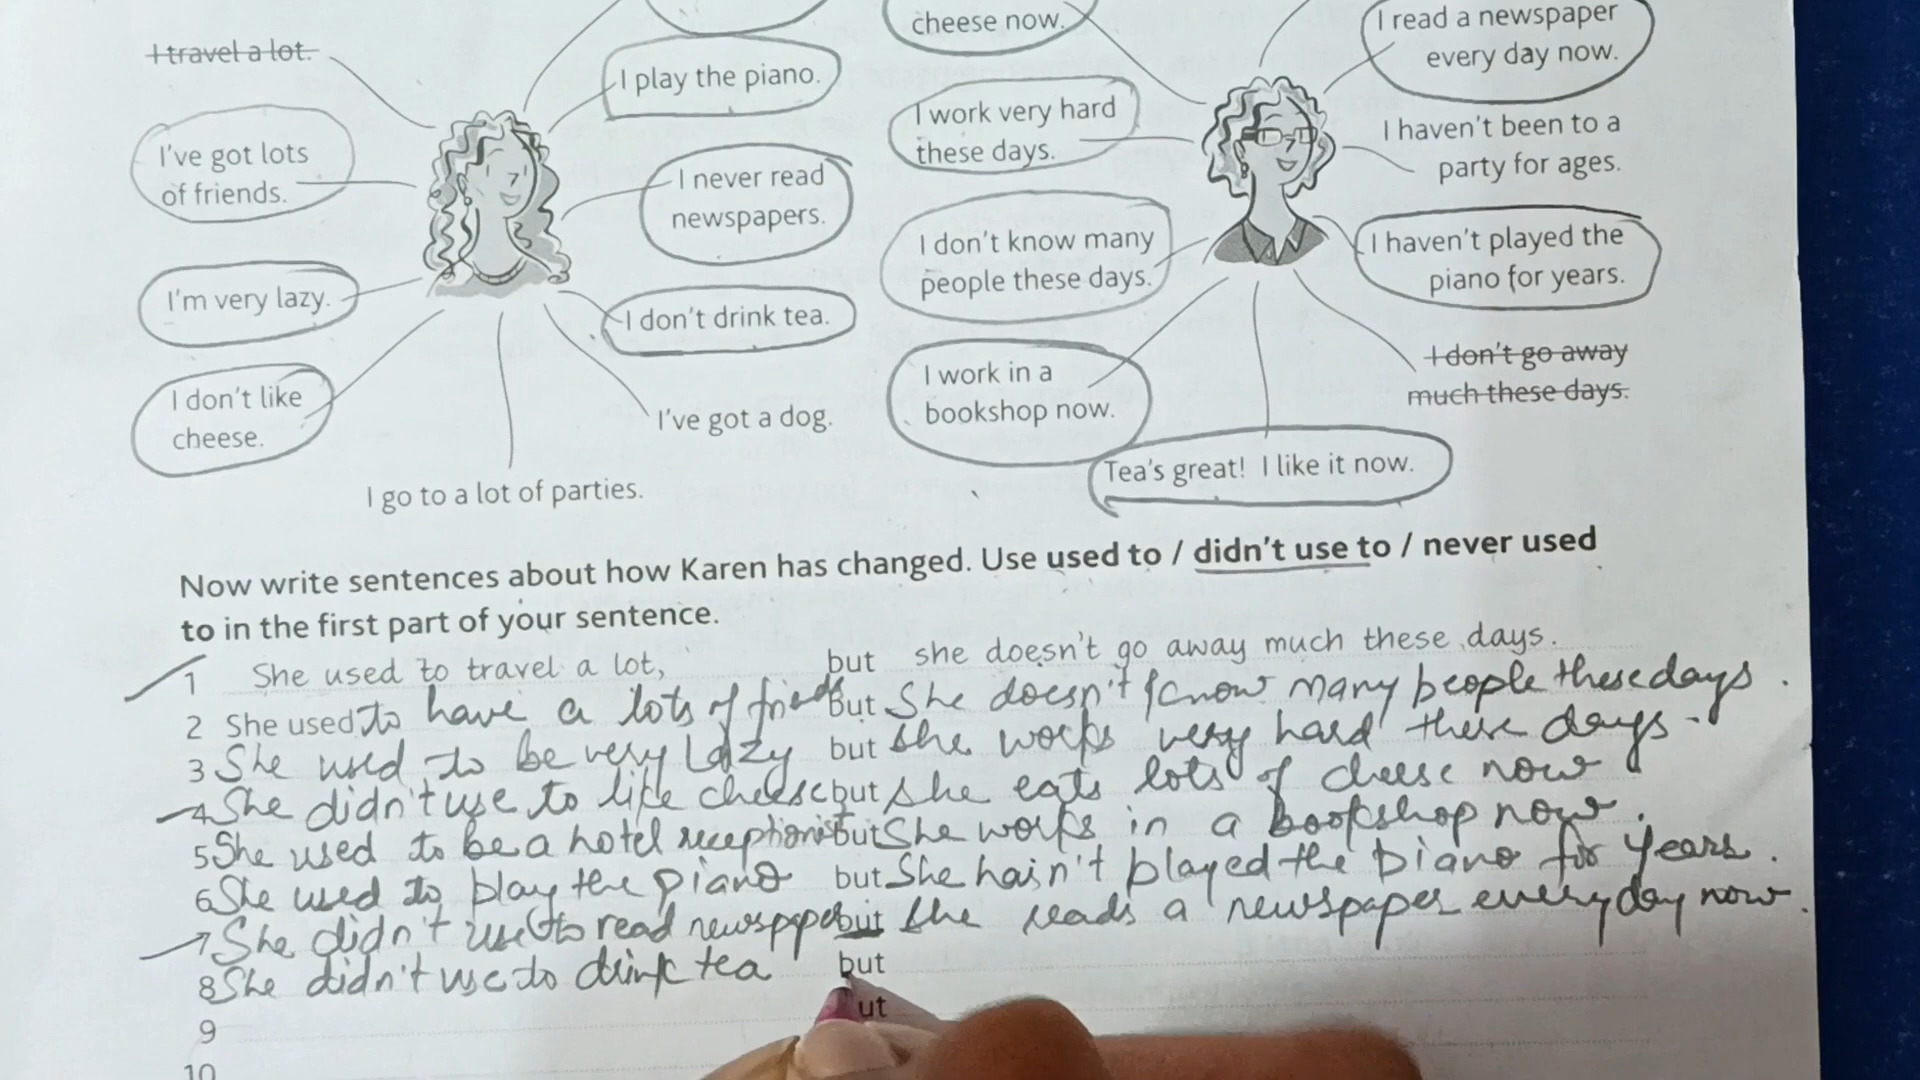 cheese now.
I read a newspaper
every day now.
I travel a lot.
I play the piano.
I work very hard
these days.
I haven't been to a
party for ages.
I've got lots
of friends.
I never read
newspapers.
I don't know many
people these days.
I haven't played the
piano for years.
I'm very lazy.
I don't drink tea.
I don't go away
much these days.
I don't like
cheese.
I've got a dog.
I work in a
bookshop now.
Tea's great! I like it now.
I go to a lot of parties.
Now write sentences about how Karen has changed. Use used to / didn't use to / never used
to in the first part of your sentence.
1 She used to travel a lot, but she doesn't go away much these days.
2 She used to have a lots of friends but She doesn't know many people these days.
3 She used to be very Lazy but She works very hard these days.
4 She didn't use to like cheese but she eats lots of cheese now
5 She used to be a hotel receptionist but She works in a bookshop now.
6 She used to play the piano but She hasn't played the piano for years.
7 She didn't use to read newspaper but she reads a newspaper every day now.
8 She didn't use to drink tea but
9 ut
10